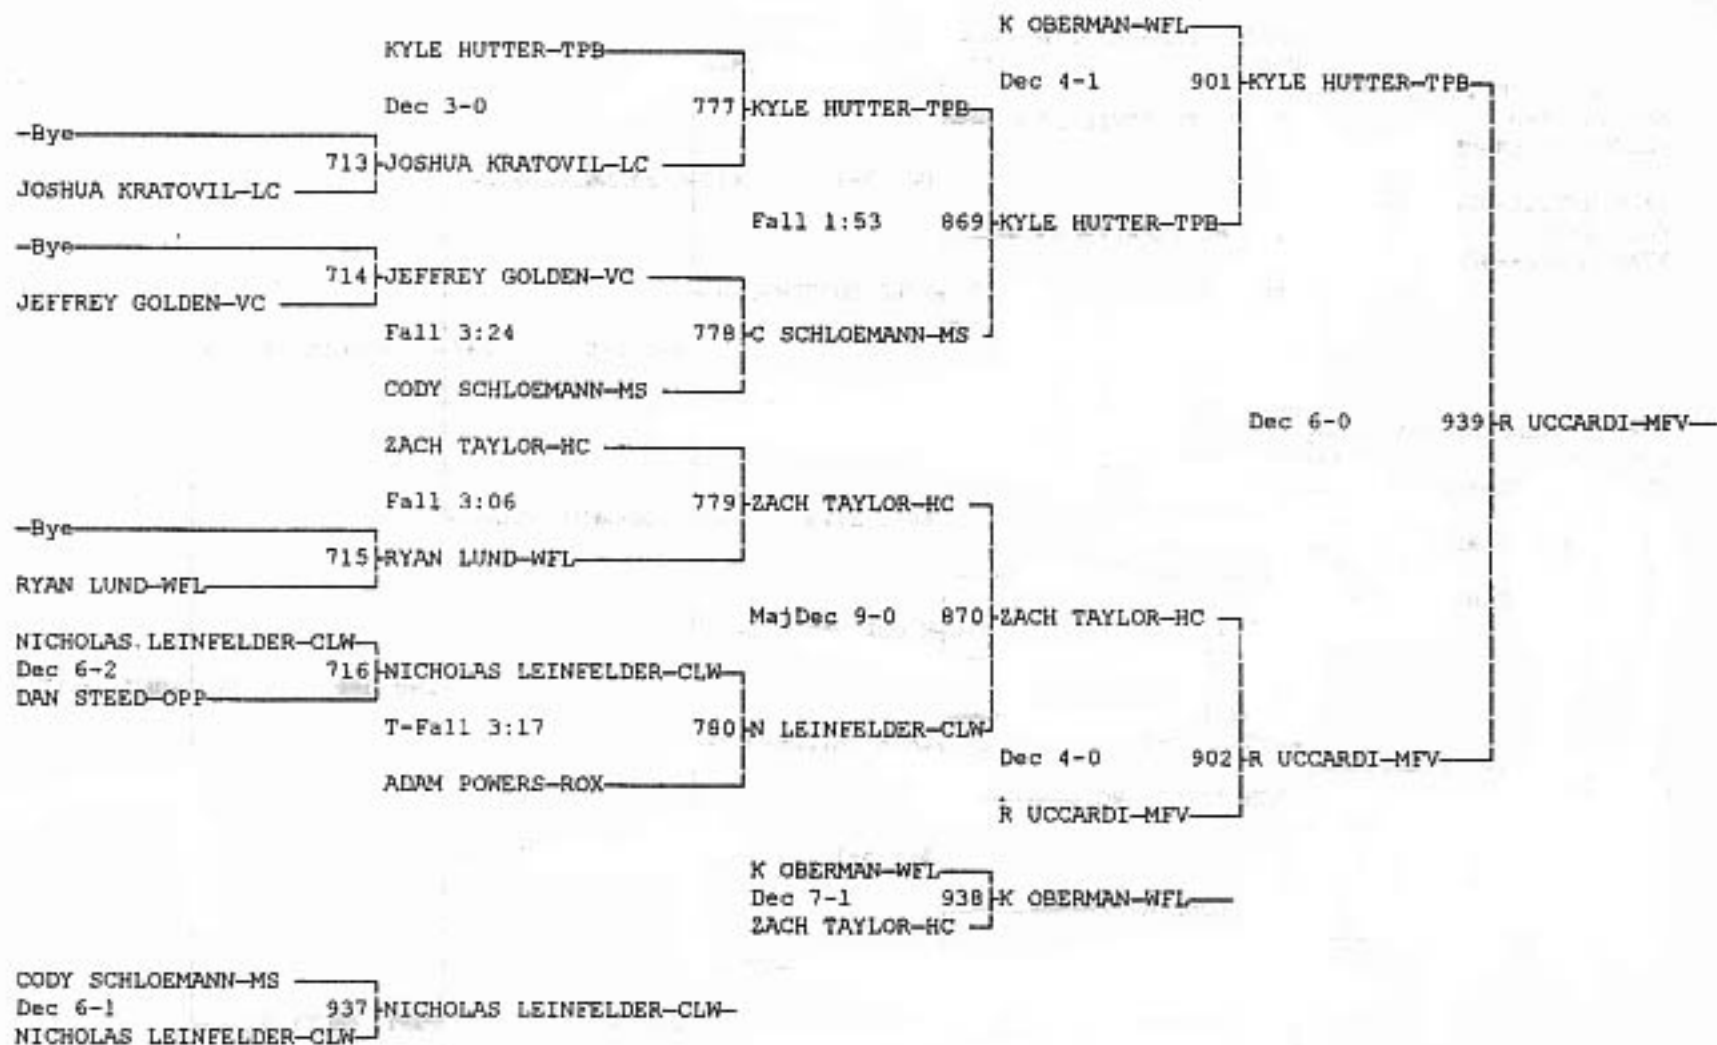 K OBERMAN-WFL
KYLE HUTTER-TPB
Dec 4-1 901 KYLE HUTTER-TPB
Dec 3-0 777 KYLE HUTTER-TPB
-Bye
713 JOSHUA KRATOVIL-LC
JOSHUA KRATOVIL-LC
Fall 1:53 869 KYLE HUTTER-TPB
-Bye
714 JEFFREY GOLDEN-VC
JEFFREY GOLDEN-VC
Fall 3:24 778 C SCHLOEMANN-MS
CODY SCHLOEMANN-MS
Dec 6-0 939 R UCCARDI-MFV
ZACH TAYLOR-HC
Fall 3:06 779 ZACH TAYLOR-HC
-Bye
715 RYAN LUND-WFL
RYAN LUND-WFL
MajDec 9-0 870 ZACH TAYLOR-HC
NICHOLAS LEINFELDER-CLW
Dec 6-2 716 NICHOLAS LEINFELDER-CLW
DAN STEED-OPP
T-Fall 3:17 780 N LEINFELDER-CLW
Dec 4-0 902 R UCCARDI-MFV
ADAM POWERS-ROX
R UCCARDI-MFV
K OBERMAN-WFL
Dec 7-1 938 K OBERMAN-WFL
ZACH TAYLOR-HC
CODY SCHLOEMANN-MS
Dec 6-1 937 NICHOLAS LEINFELDER-CLW
NICHOLAS LEINFELDER-CLW